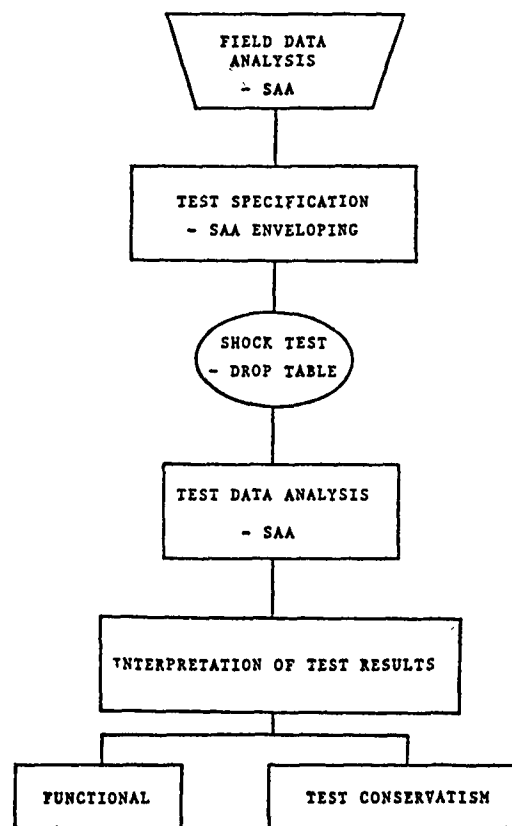 FIELD DATA
ANALYSIS
- SAA
TEST SPECIFICATION
- SAA ENVELOPING
SHOCK TEST
- DROP TABLE
TEST DATA ANALYSIS
- SAA
INTERPRETATION OF TEST RESULTS
FUNCTIONAL
TEST CONSERVATISM